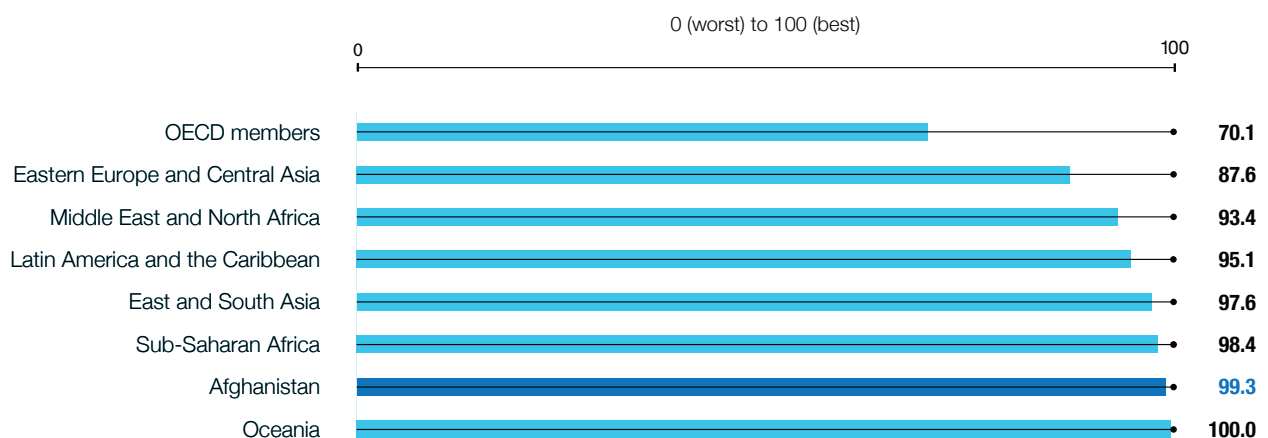 0 (worst) to 100 (best)
0 100
OECD members 70.1
Eastern Europe and Central Asia 87.6
Middle East and North Africa 93.4
Latin America and the Caribbean 95.1
East and South Asia 97.6
Sub-Saharan Africa 98.4
Afghanistan 99.3
Oceania 100.0